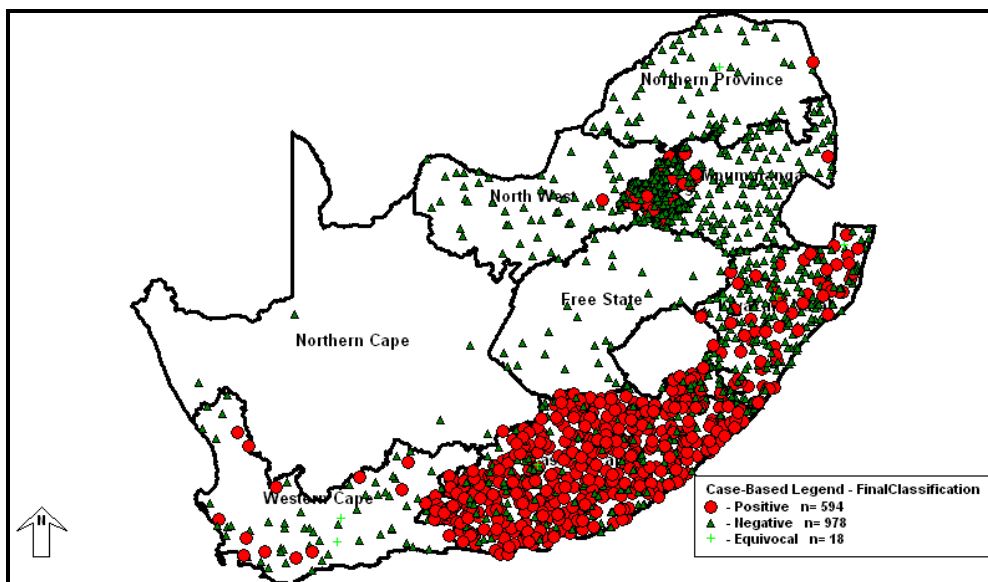 Northern Province
Mpumalanga
North West
Free State
Northern Cape
Western Cape
N
Case-Based Legend - FinalClassification
- Positive n= 594
- Negative n= 978
- Equivocal n= 18